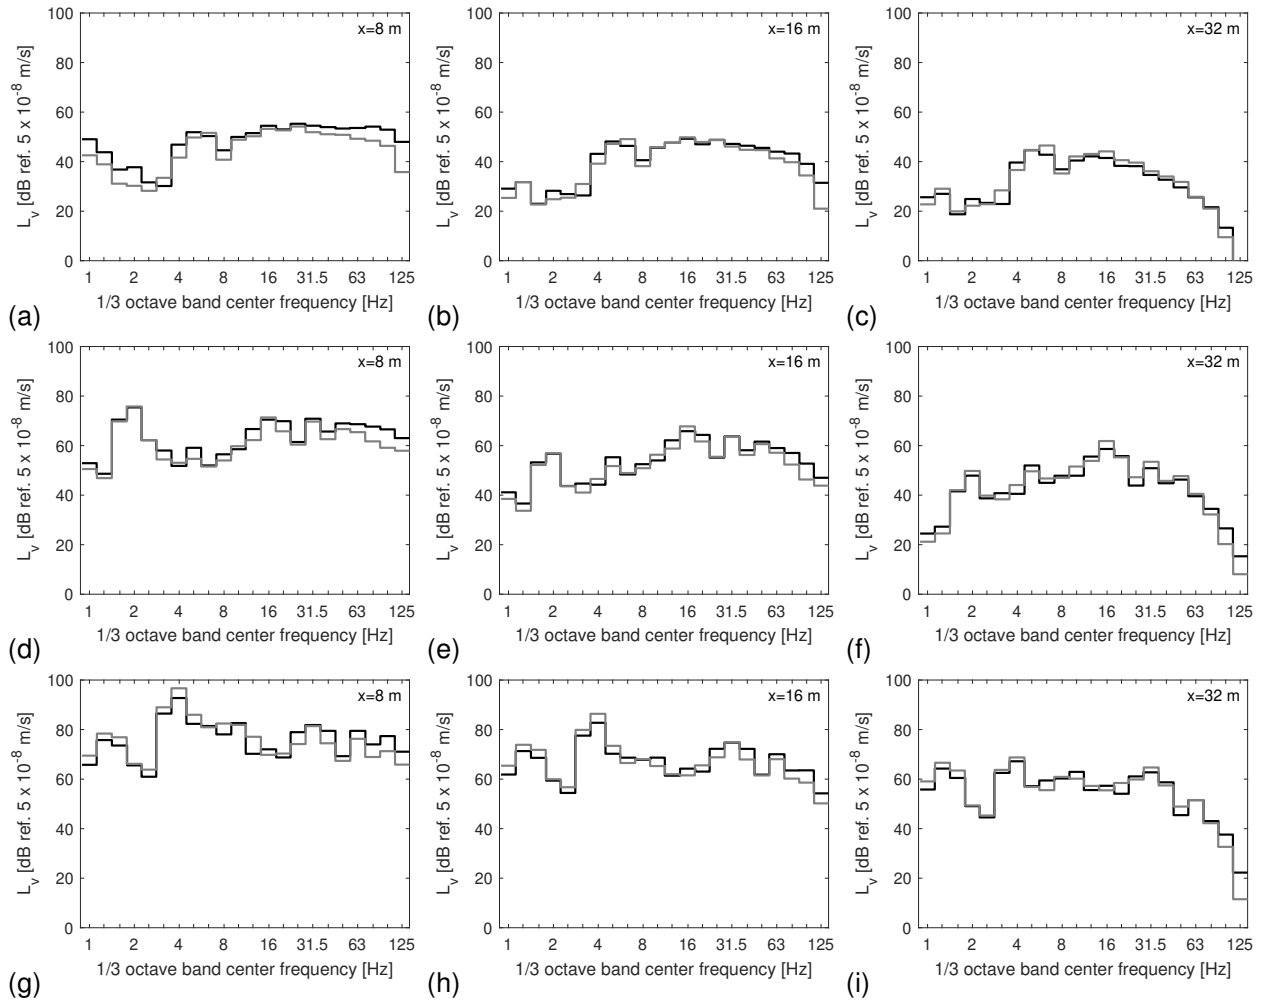 100
80
60
40
20
0
L_v [dB ref. 5 x 10^-8 m/s]
x=8 m
1 2 4 8 16 31.5 63 125
1/3 octave band center frequency [Hz]
(a)
100
80
60
40
20
0
L_v [dB ref. 5 x 10^-8 m/s]
x=16 m
1 2 4 8 16 31.5 63 125
1/3 octave band center frequency [Hz]
(b)
100
80
60
40
20
0
L_v [dB ref. 5 x 10^-8 m/s]
x=32 m
1 2 4 8 16 31.5 63 125
1/3 octave band center frequency [Hz]
(c)
100
80
60
40
20
0
L_v [dB ref. 5 x 10^-8 m/s]
x=8 m
1 2 4 8 16 31.5 63 125
1/3 octave band center frequency [Hz]
(d)
100
80
60
40
20
0
L_v [dB ref. 5 x 10^-8 m/s]
x=16 m
1 2 4 8 16 31.5 63 125
1/3 octave band center frequency [Hz]
(e)
100
80
60
40
20
0
L_v [dB ref. 5 x 10^-8 m/s]
x=32 m
1 2 4 8 16 31.5 63 125
1/3 octave band center frequency [Hz]
(f)
100
80
60
40
20
0
L_v [dB ref. 5 x 10^-8 m/s]
x=8 m
1 2 4 8 16 31.5 63 125
1/3 octave band center frequency [Hz]
(g)
100
80
60
40
20
0
L_v [dB ref. 5 x 10^-8 m/s]
x=16 m
1 2 4 8 16 31.5 63 125
1/3 octave band center frequency [Hz]
(h)
100
80
60
40
20
0
L_v [dB ref. 5 x 10^-8 m/s]
x=32 m
1 2 4 8 16 31.5 63 125
1/3 octave band center frequency [Hz]
(i)